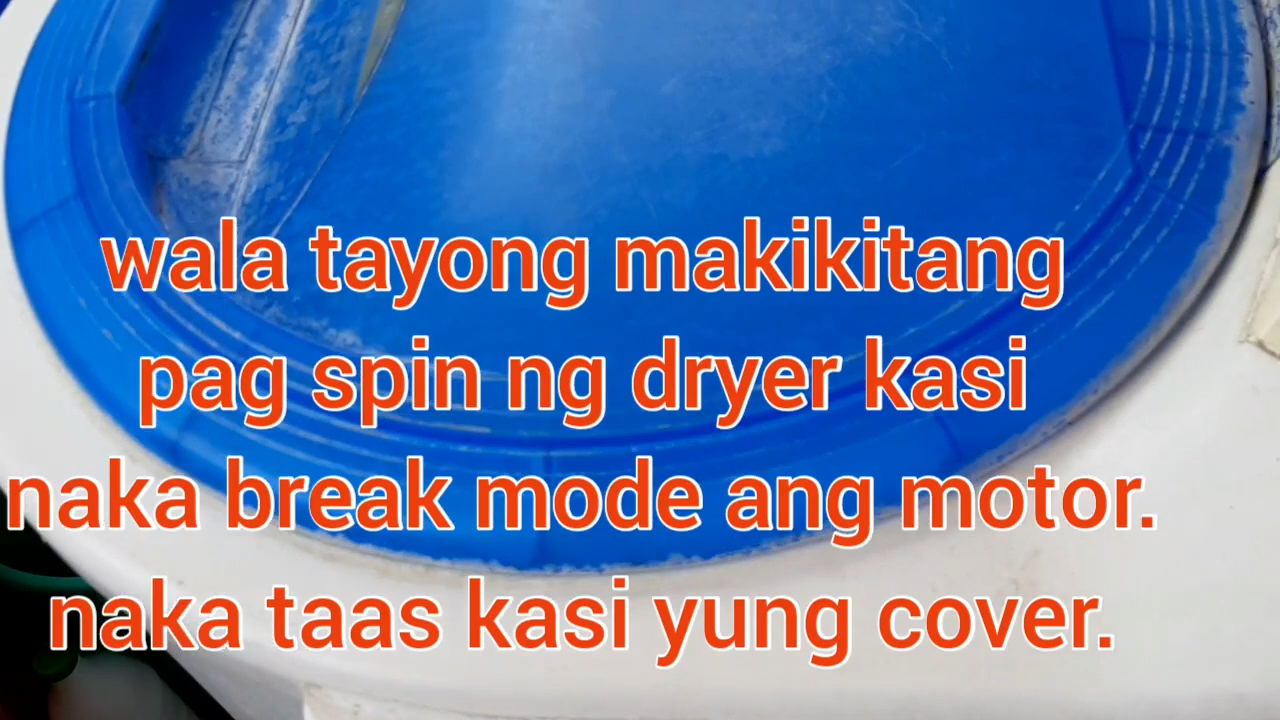 wala tayong makikitang
pag spin ng dryer kasi
naka break mode ang motor.
naka taas kasi yung cover.